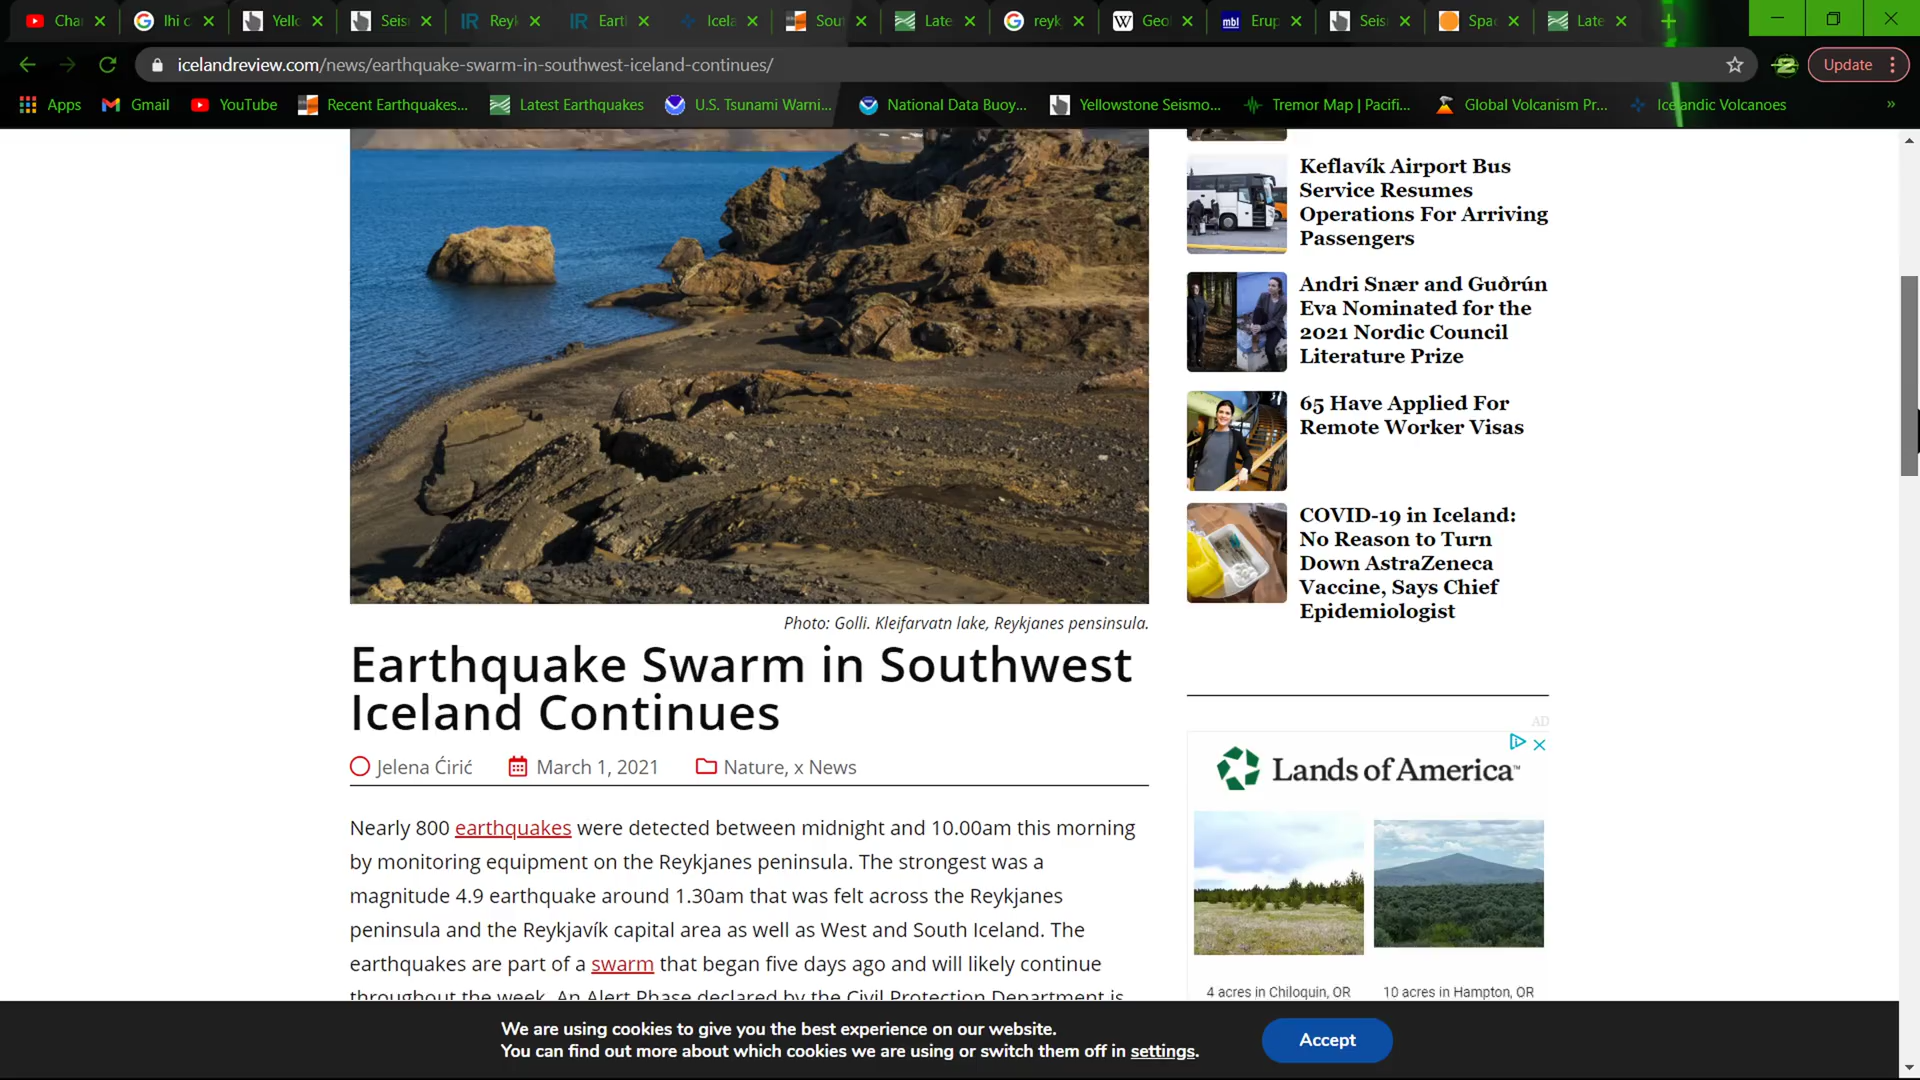 Char
Ihi c
Yello
Seisn
Reyk
Earth
Icela
Sout
Late
reykj
Geol
Erup
Seisn
Spac
Late
icelandreview.com/news/earthquake-swarm-in-southwest-iceland-continues/
Update
Apps
Gmail
YouTube
Recent Earthquakes...
Latest Earthquakes
U.S. Tsunami Warni...
National Data Buoy...
Yellowstone Seismo...
Tremor Map | Pacifi...
Global Volcanism Pr...
Icelandic Volcanoes
»
Keflavík Airport Bus
Service Resumes
Operations For Arriving
Passengers
Andri Snær and Guðrún
Eva Nominated for the
2021 Nordic Council
Literature Prize
65 Have Applied For
Remote Worker Visas
COVID-19 in Iceland:
No Reason to Turn
Down AstraZeneca
Vaccine, Says Chief
Epidemiologist
Photo: Golli. Kleifarvatn lake, Reykjanes pensinsula.
Earthquake Swarm in Southwest
Iceland Continues
Jelena Ćirić
March 1, 2021
Nature, x News
Nearly 800 earthquakes were detected between midnight and 10.00am this morning
by monitoring equipment on the Reykjanes peninsula. The strongest was a
magnitude 4.9 earthquake around 1.30am that was felt across the Reykjanes
peninsula and the Reykjavík capital area as well as West and South Iceland. The
earthquakes are part of a swarm that began five days ago and will likely continue
throughout the week. An Alert Phase declared by the Civil Protection Department is
AD
Lands of America™
4 acres in Chiloquin, OR
10 acres in Hampton, OR
We are using cookies to give you the best experience on our website.
You can find out more about which cookies we are using or switch them off in settings.
Accept